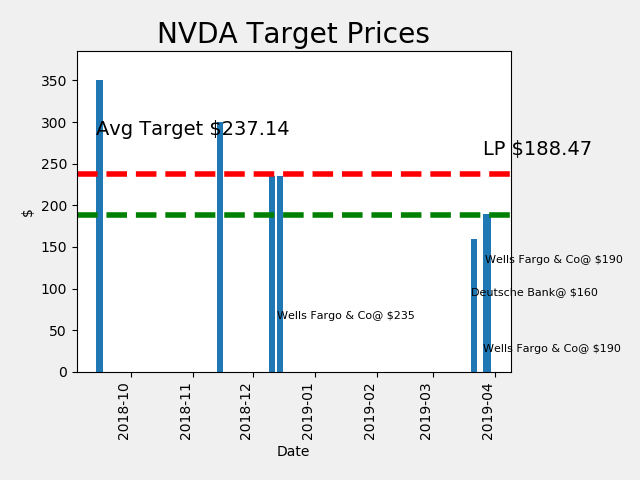 NVDA Target Prices
350
300
250
200
150
100
50
0
$
Avg Target $237.14
LP $188.47
Wells Fargo & Co@ $190
Deutsche Bank@ $160
Wells Fargo & Co@ $235
Wells Fargo & Co@ $190
2018-10
2018-11
2018-12
2019-01
2019-02
2019-03
2019-04
Date